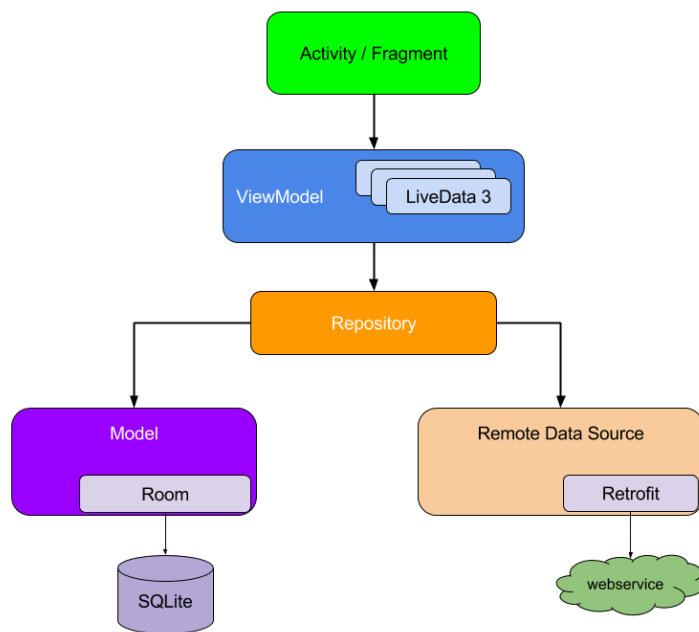 Activity / Fragment
ViewModel
LiveData 3
Repository
Model
Remote Data Source
Room
Retrofit
SQLite
webservice